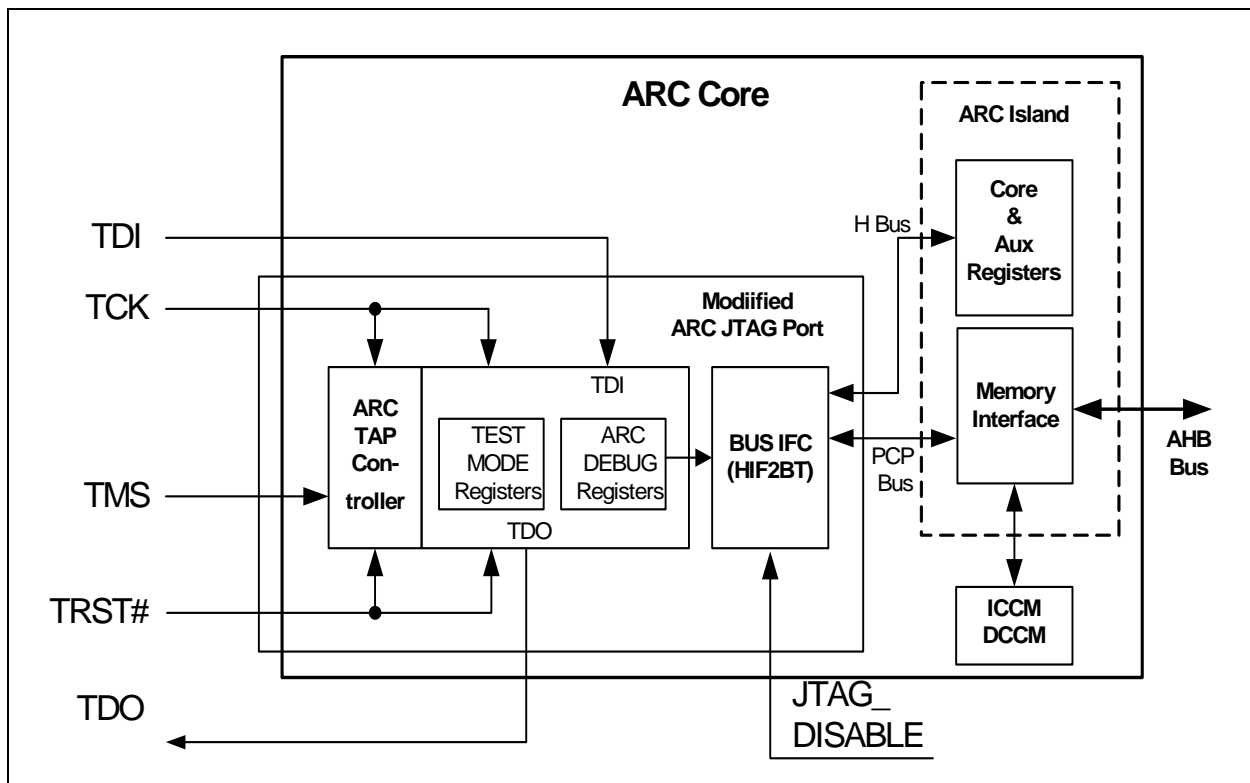 ARC Core
ARC Island
Core
&
Aux
Registers
H Bus
TDI
TCK
Modiified
ARC JTAG Port
TDI
ARC
TAP
Con-
troller
TEST
MODE
Registers
ARC
DEBUG
Registers
BUS IFC
(HIF2BT)
Memory
Interface
PCP
Bus
AHB
Bus
TMS
TDO
TRST#
ICCM
DCCM
TDO
JTAG_
DISABLE